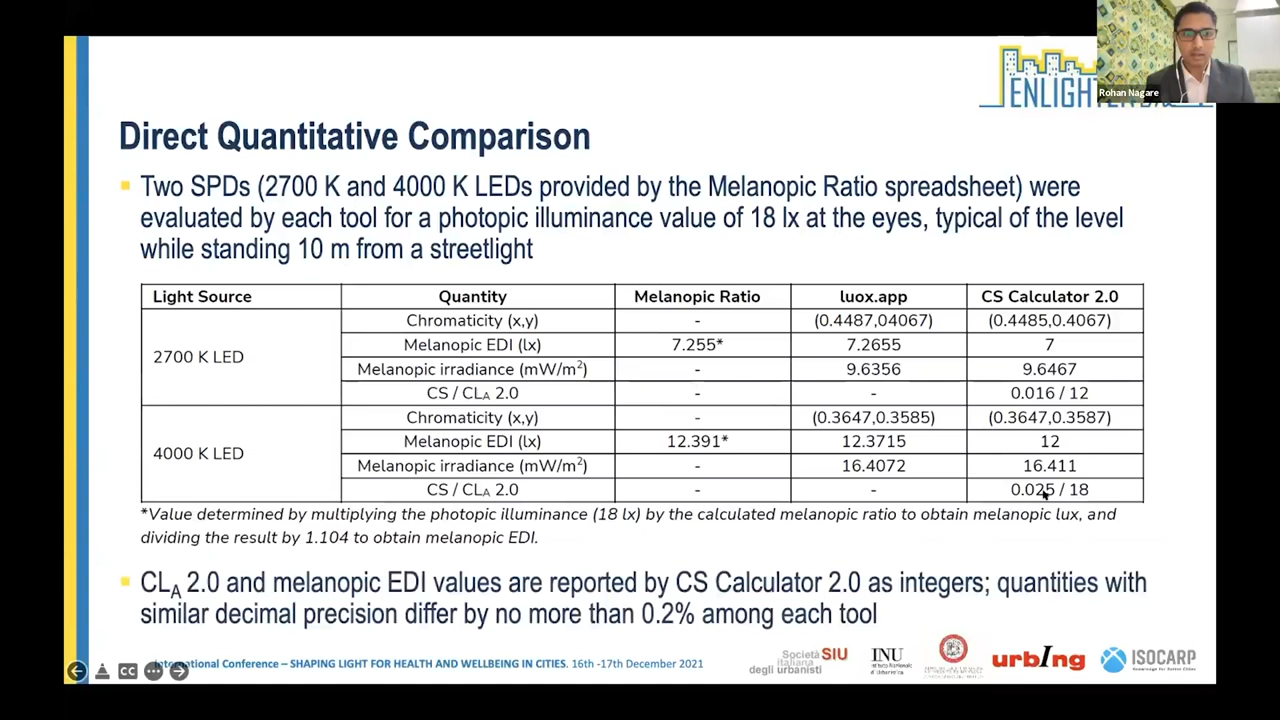 Rohan Nagare
Direct Quantitative Comparison
Two SPDs (2700 K and 4000 K LEDs provided by the Melanopic Ratio spreadsheet) were
evaluated by each tool for a photopic illuminance value of 18 lx at the eyes, typical of the level
while standing 10 m from a streetlight
Light Source Quantity Melanopic Ratio luox.app CS Calculator 2.0
2700 K LED
Chromaticity (x,y) - (0.4487,04067) (0.4485,0.4067)
Melanopic EDI (lx) 7.255* 7.2655 7
Melanopic irradiance (mW/m²) - 9.6356 9.6467
CS / CLA 2.0 - - 0.016 / 12
4000 K LED
Chromaticity (x,y) - (0.3647,0.3585) (0.3647,0.3587)
Melanopic EDI (lx) 12.391* 12.3715 12
Melanopic irradiance (mW/m²) - 16.4072 16.411
CS / CLA 2.0 - - 0.025 / 18
*Value determined by multiplying the photopic illuminance (18 lx) by the calculated melanopic ratio to obtain melanopic lux, and
dividing the result by 1.104 to obtain melanopic EDI.
CLA 2.0 and melanopic EDI values are reported by CS Calculator 2.0 as integers; quantities with
similar decimal precision differ by no more than 0.2% among each tool
CC
International Conference – SHAPING LIGHT FOR HEALTH AND WELLBEING IN CITIES. 16th -17th December 2021
Società
italiana
degli urbanisti
SIU
INU
urbIng
ISOCARP